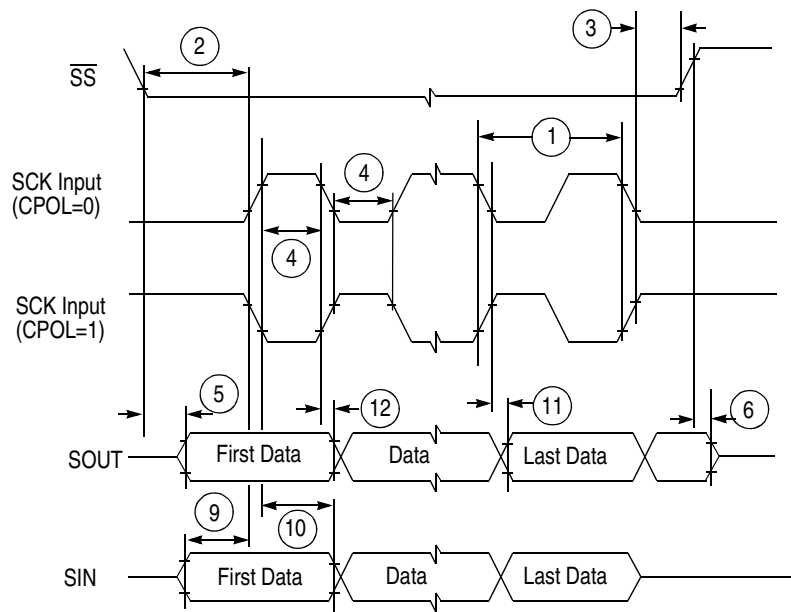 2
3
SS
1
SCK Input
(CPOL=0)
4
4
SCK Input
(CPOL=1)
5
12
11
6
SOUT
First Data
Data
Last Data
9
10
SIN
First Data
Data
Last Data